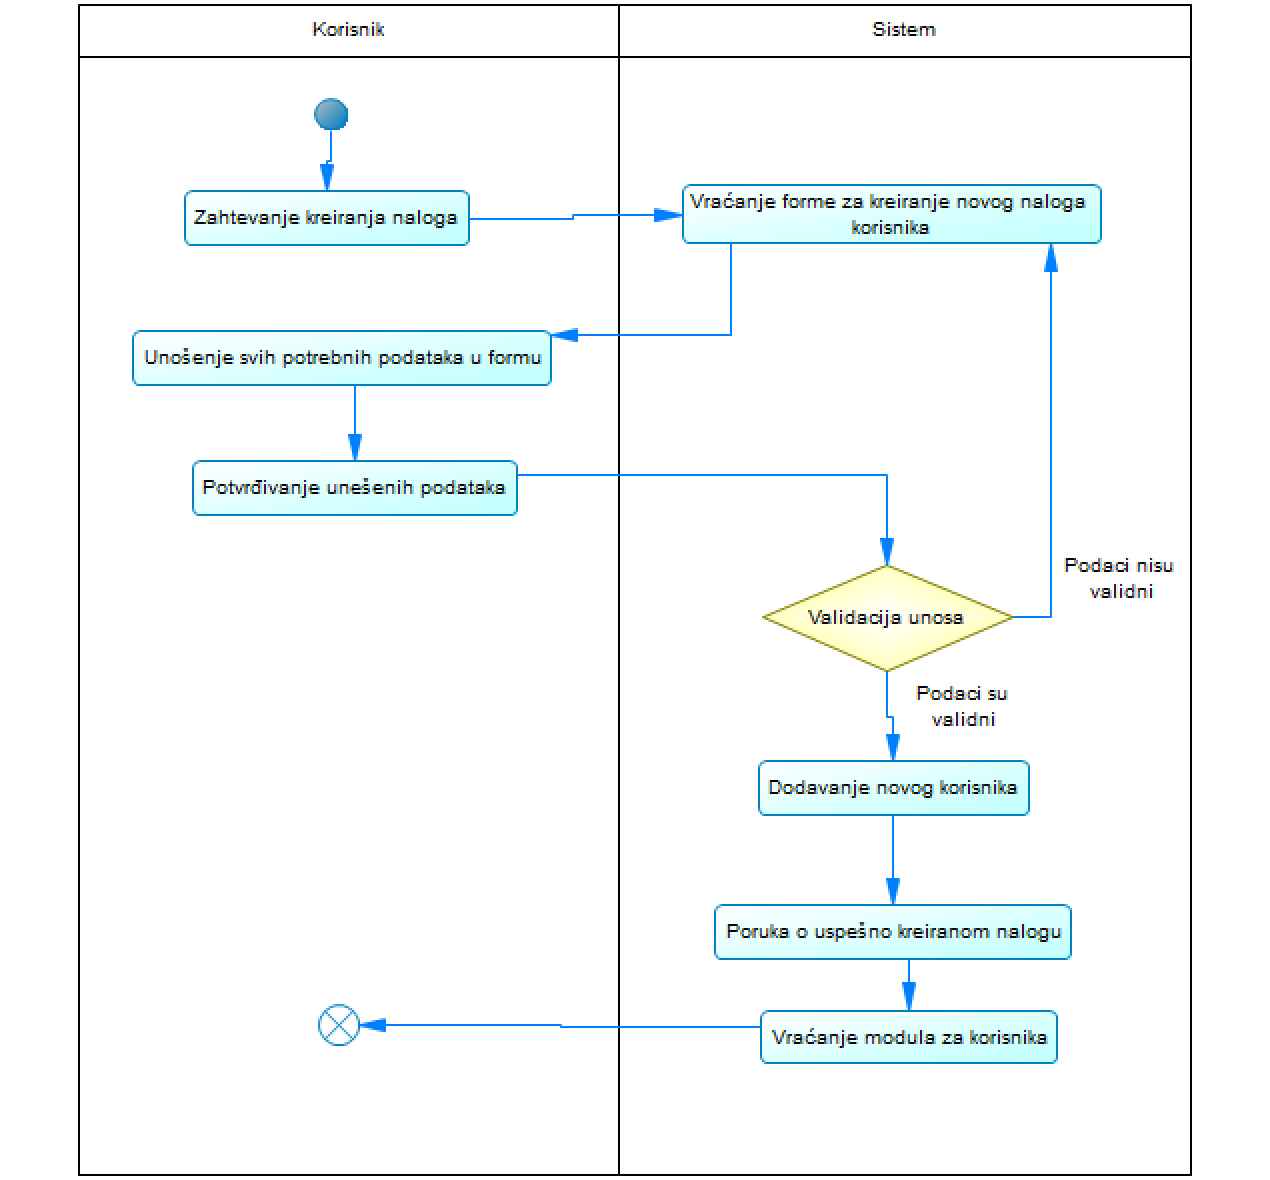 Korisnik
Sistem
Zahtevanje kreiranja naloga
Vraćanje forme za kreiranje novog naloga
korisnika
Unošenje svih potrebnih podataka u formu
Potvrđivanje unešenih podataka
Podaci nisu
validni
Validacija unosa
Podaci su
validni
Dodavanje novog korisnika
Poruka o uspešno kreiranom nalogu
Vraćanje modula za korisnika